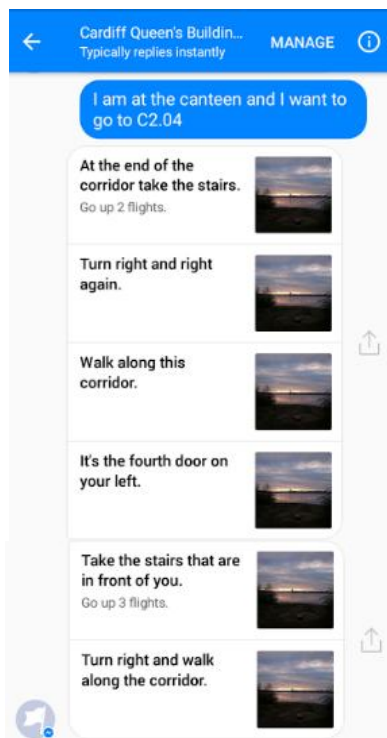 Cardiff Queen's Buildin...
Typically replies instantly
MANAGE
I am at the canteen and I want to
go to C2.04
At the end of the
corridor take the stairs.
Go up 2 flights.
Turn right and right
again.
Walk along this
corridor.
It's the fourth door on
your left.
Take the stairs that are
in front of you.
Go up 3 flights.
Turn right and walk
along the corridor.